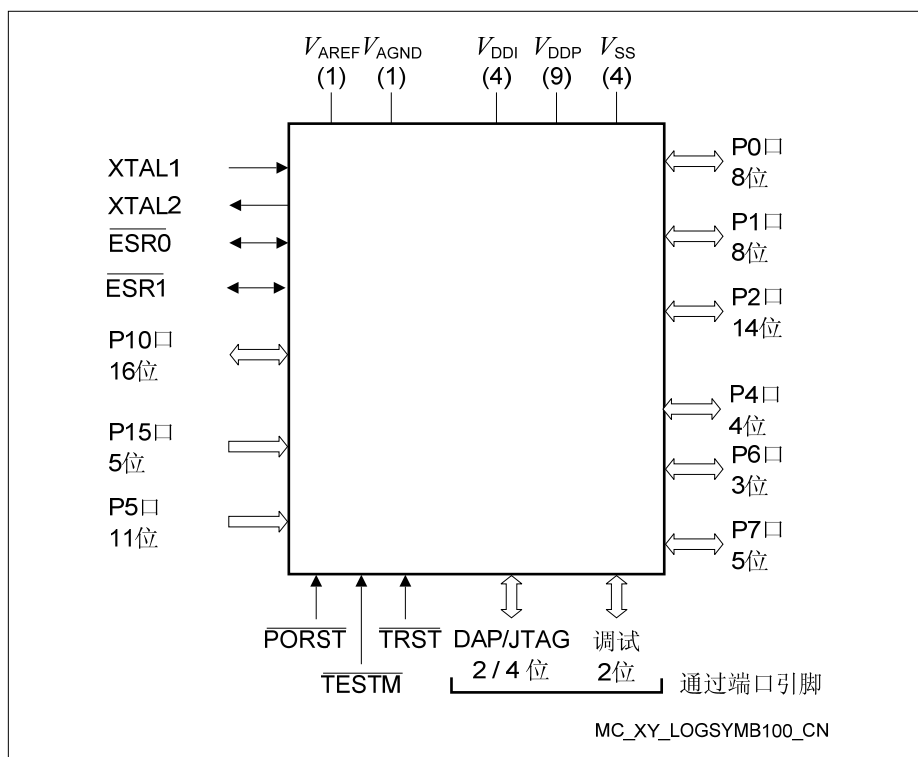 VAREF VAGND VDDI VDDP VSS
(1) (1) (4) (9) (4)
XTAL1
XTAL2
ESR0
ESR1
P10口
16位
P15口
5位
P5口
11位
P0口
8位
P1口
8位
P2口
14位
P4口
4位
P6口
3位
P7口
5位
PORST
TESTM
TRST
DAP/JTAG
2 / 4 位
调试
2位
通过端口引脚
MC_XY_LOGSYMB100_CN